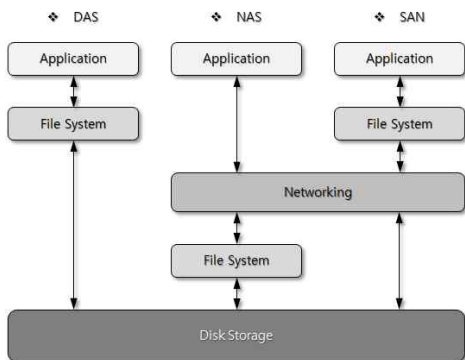 ❖ DAS
❖ NAS
❖ SAN
Application
Application
Application
File System
File System
Networking
File System
Disk Storage